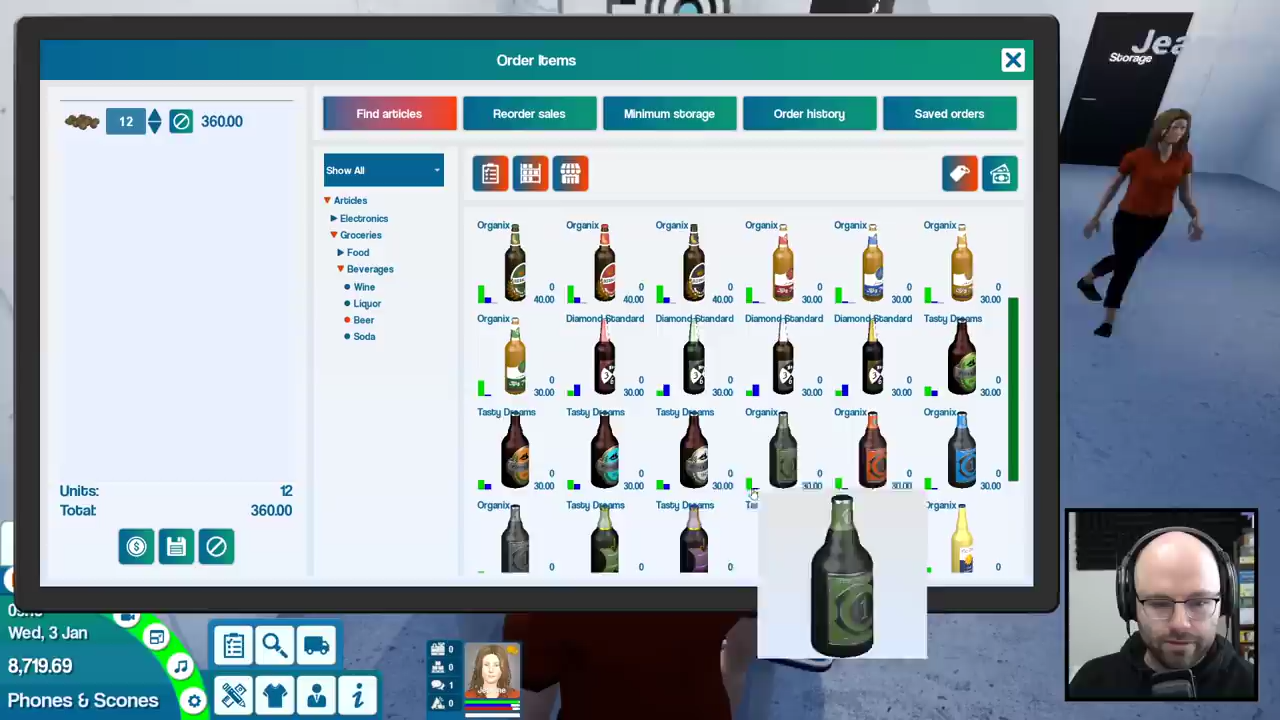 Order Items
Jea
Storage
12 360.00
Find articles Reorder sales Minimum storage Order history Saved orders
Show All
Articles
Electronics
Groceries
Food
Beverages
Wine
Liquor
Beer
Soda
Organix Organix Organix Organix Organix Organix
0 0 0 0 0 0
40.00 40.00 40.00 30.00 30.00 30.00
Organix Diamond Standard Diamond Standard Diamond Standard Diamond Standard Tasty Dreams
0 0 0 0 0 0
30.00 30.00 30.00 30.00 30.00 30.00
Tasty Dreams Tasty Dreams Tasty Dreams Organix Organix Organix
0 0 0 0 0 0
30.00 30.00 30.00 30.00 30.00 30.00
Organix Tasty Dreams Tasty Dreams Organix
0 0 0 0
Units: 12
Total: 360.00
Wed, 3 Jan
8,719.69
Phones & Scones
0
0
1
0